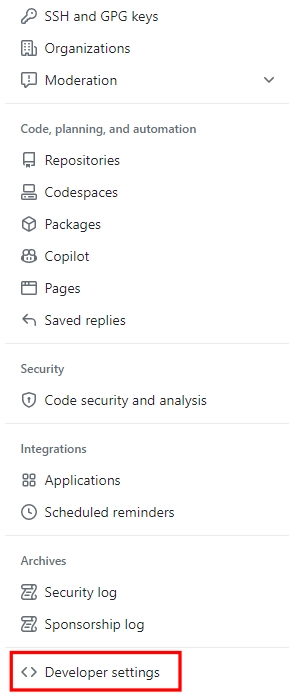 SSH and GPG keys
Organizations
Moderation
Code, planning, and automation
Repositories
Codespaces
Packages
Copilot
Pages
Saved replies
Security
Code security and analysis
Integrations
Applications
Scheduled reminders
Archives
Security log
Sponsorship log
Developer settings